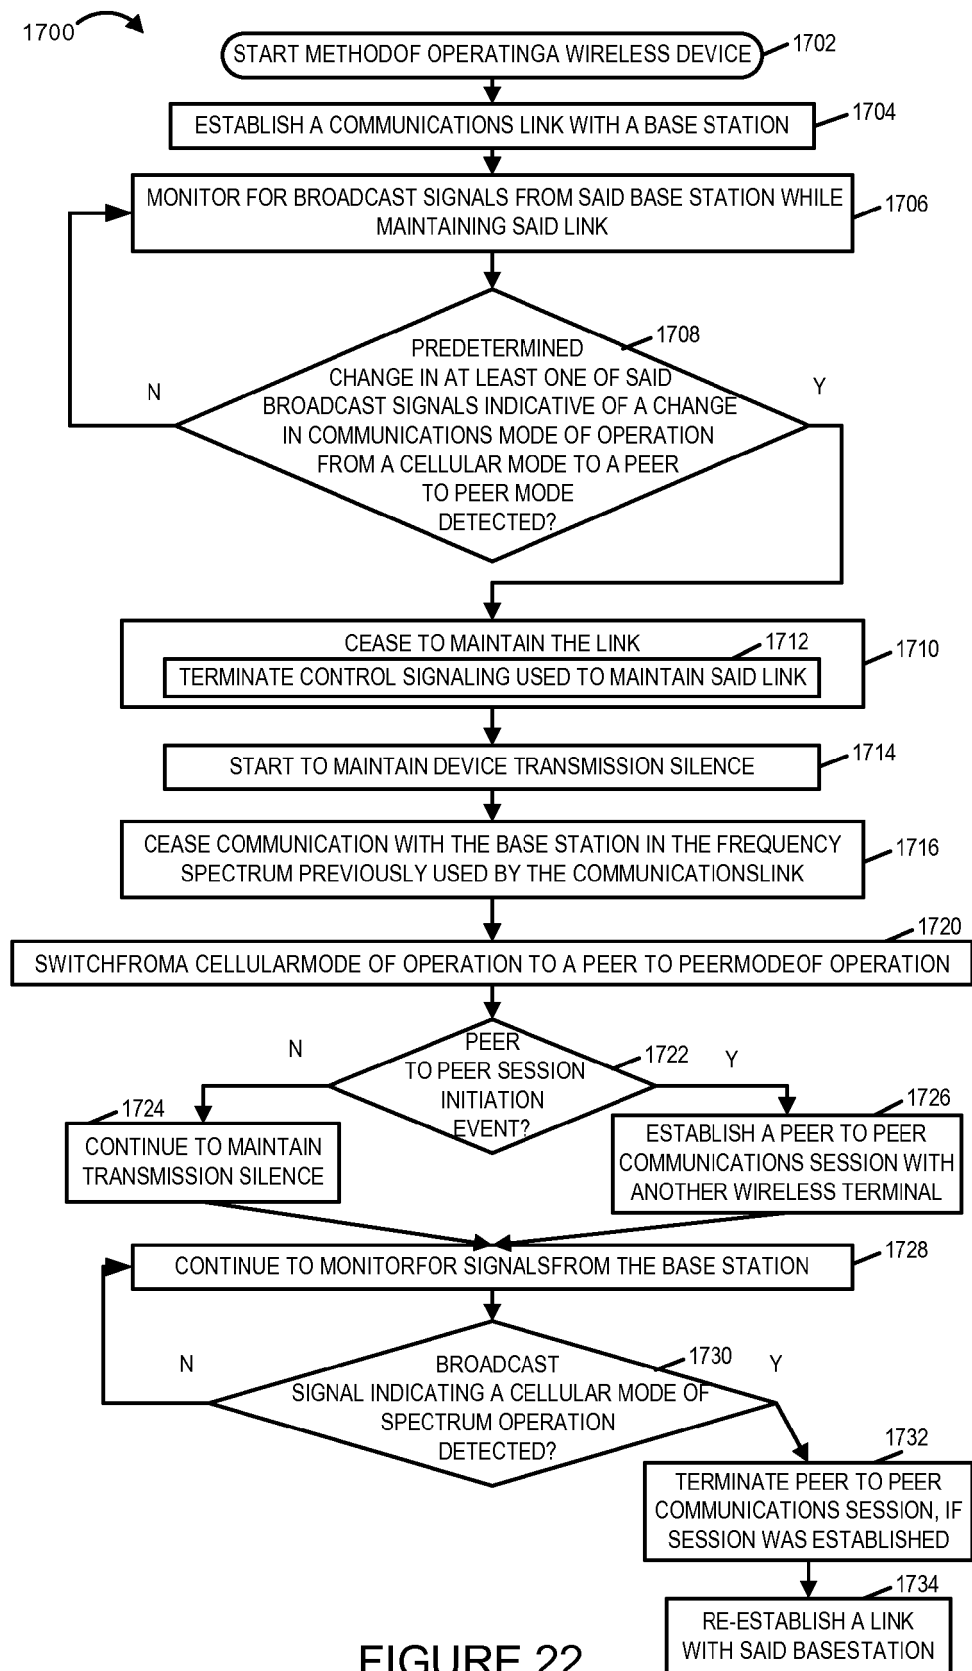 1700
START METHODOF OPERATINGA WIRELESS DEVICE
1702
ESTABLISH A COMMUNICATIONS LINK WITH A BASE STATION
1704
MONITOR FOR BROADCAST SIGNALS FROM SAID BASE STATION WHILE
MAINTAINING SAID LINK
1706
1708
PREDETERMINED
CHANGE IN AT LEAST ONE OF SAID
BROADCAST SIGNALS INDICATIVE OF A CHANGE
IN COMMUNICATIONS MODE OF OPERATION
FROM A CELLULAR MODE TO A PEER
TO PEER MODE
DETECTED?
N
Y
CEASE TO MAINTAIN THE LINK
1712
1710
TERMINATE CONTROL SIGNALING USED TO MAINTAIN SAID LINK
START TO MAINTAIN DEVICE TRANSMISSION SILENCE
1714
CEASE COMMUNICATION WITH THE BASE STATION IN THE FREQUENCY
SPECTRUM PREVIOUSLY USED BY THE COMMUNICATIONSLINK
1716
1720
SWITCHFROMA CELLULARMODE OF OPERATION TO A PEER TO PEERMODEOF OPERATION
N
PEER
TO PEER SESSION
INITIATION
EVENT?
1722
Y
1724
CONTINUE TO MAINTAIN
TRANSMISSION SILENCE
1726
ESTABLISH A PEER TO PEER
COMMUNICATIONS SESSION WITH
ANOTHER WIRELESS TERMINAL
CONTINUE TO MONITORFOR SIGNALSFROM THE BASE STATION
1728
N
BROADCAST
SIGNAL INDICATING A CELLULAR MODE OF
SPECTRUM OPERATION
DETECTED?
1730
Y
1732
TERMINATE PEER TO PEER
COMMUNICATIONS SESSION, IF
SESSION WAS ESTABLISHED
1734
RE-ESTABLISH A LINK
WITH SAID BASESTATION
FIGURE 22